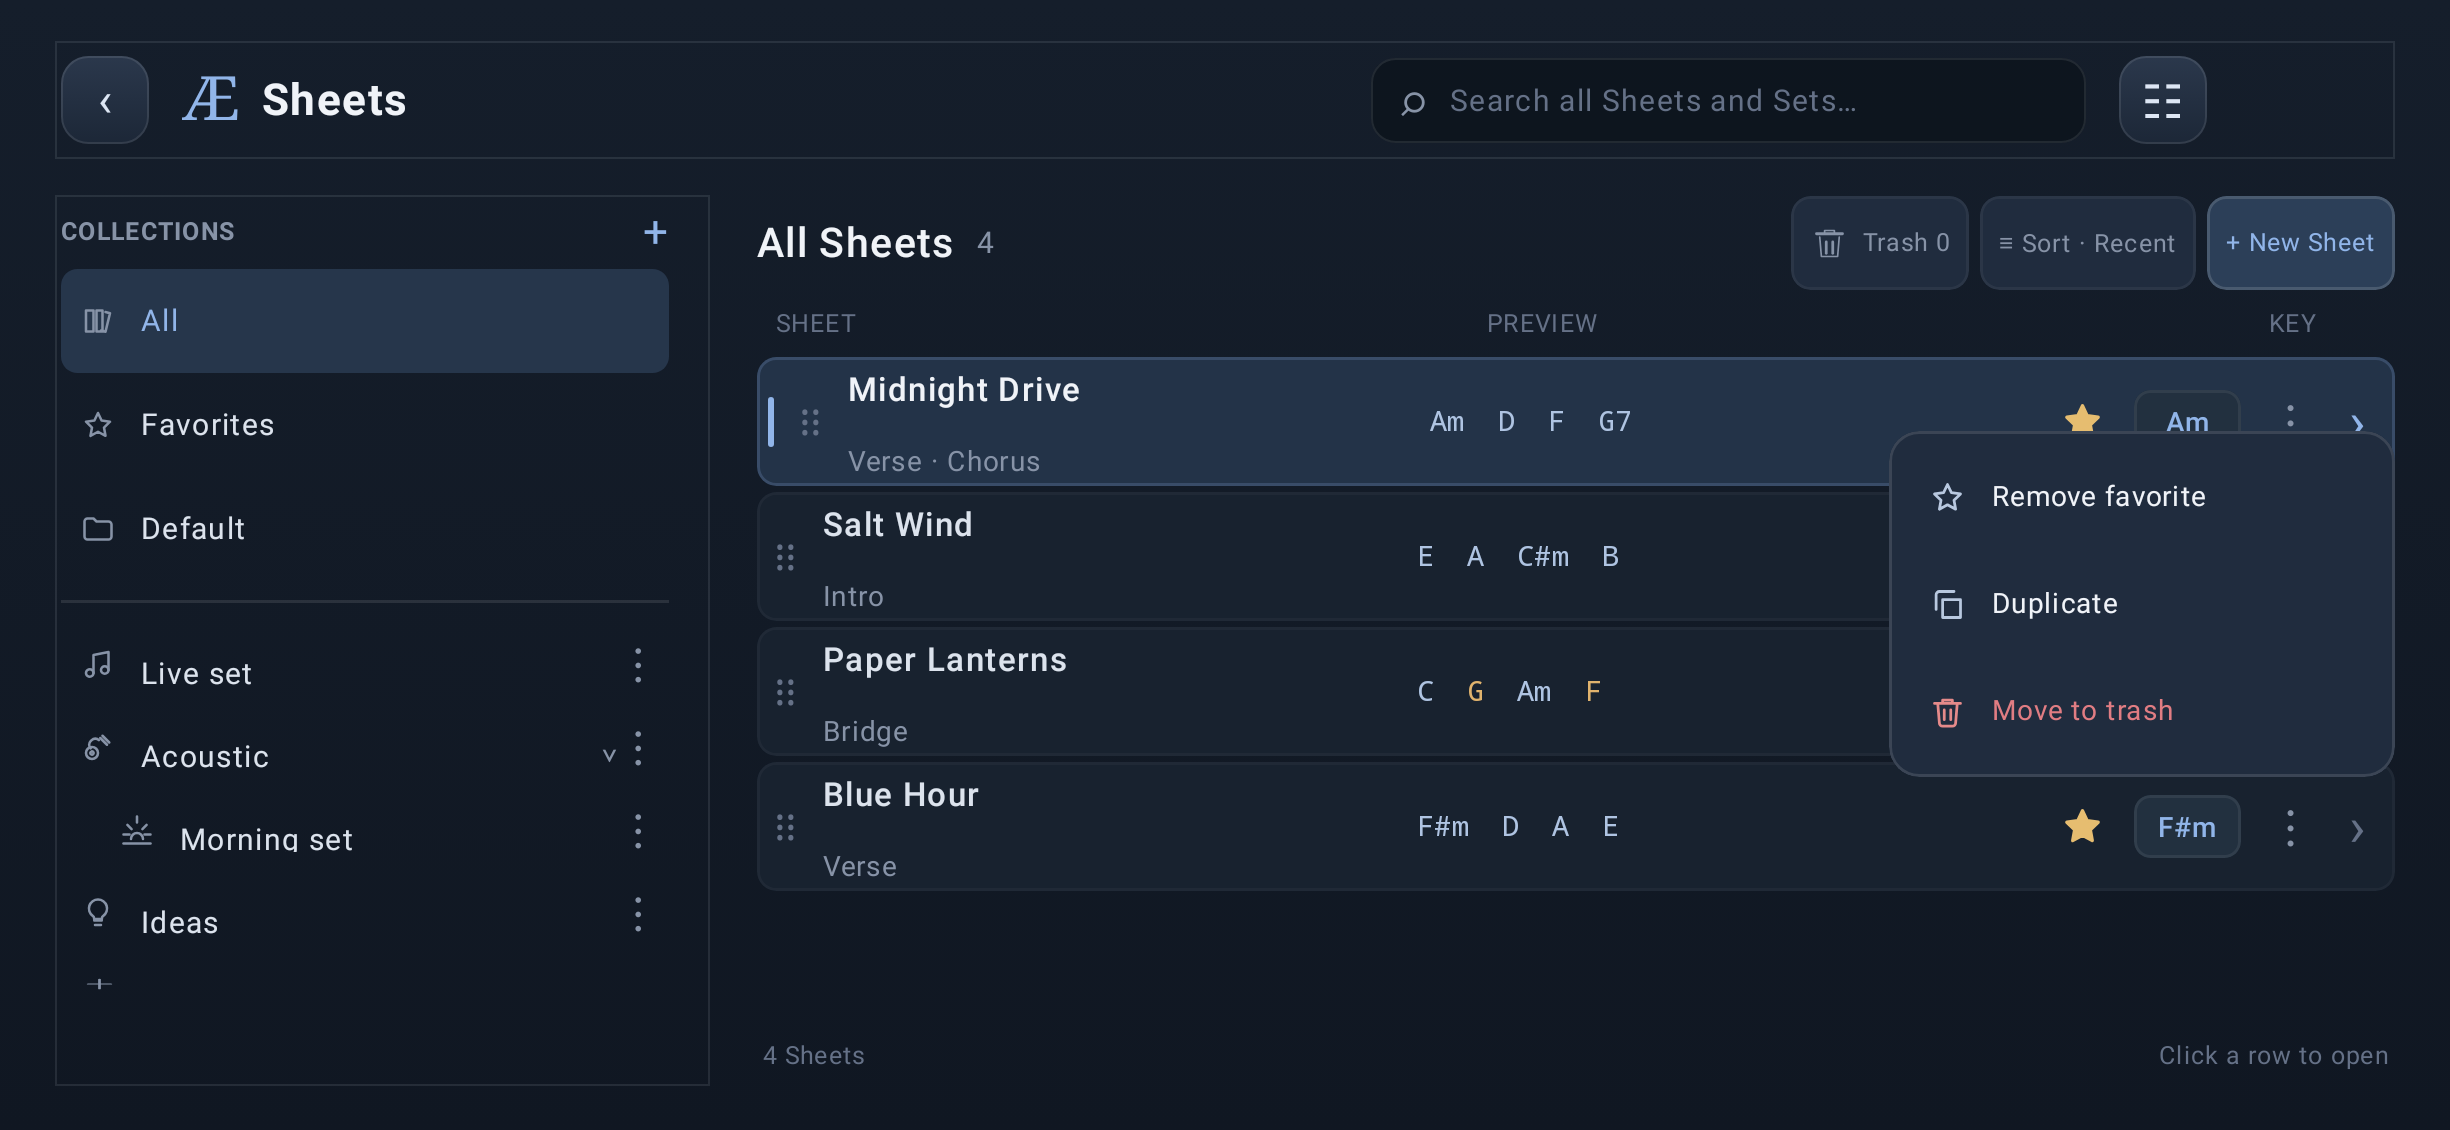 Æ Sheets
Search all Sheets and Sets…
COLLECTIONS +
All
Favorites
Default
Live set
Acoustic
Morning set
Ideas
All Sheets 4
Trash 0
≡ Sort · Recent
+ New Sheet
SHEET PREVIEW KEY
Midnight Drive
Verse · Chorus
Am D F G7
Am
Salt Wind
Intro
E A C#m B
Paper Lanterns
Bridge
C G Am F
Blue Hour
Verse
F#m D A E
F#m
Remove favorite
Duplicate
Move to trash
4 Sheets
Click a row to open